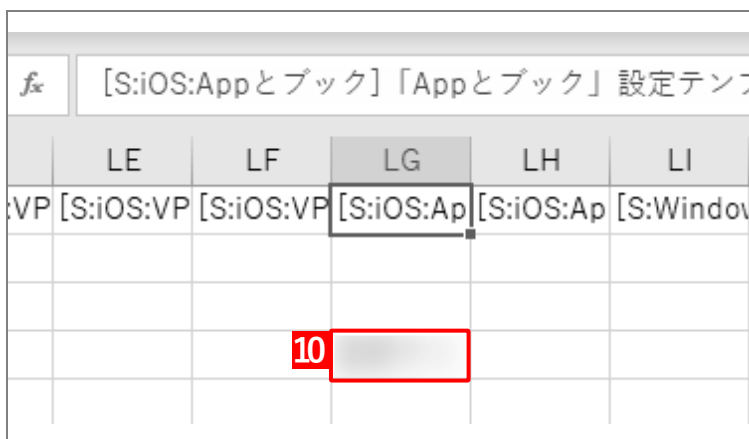 fx [S:iOS:Appとブック]「Appとブック」設定テンプ
LE LF LG LH LI
:VP [S:iOS:VP [S:iOS:VP [S:iOS:Ap [S:iOS:Ap [S:Window
10